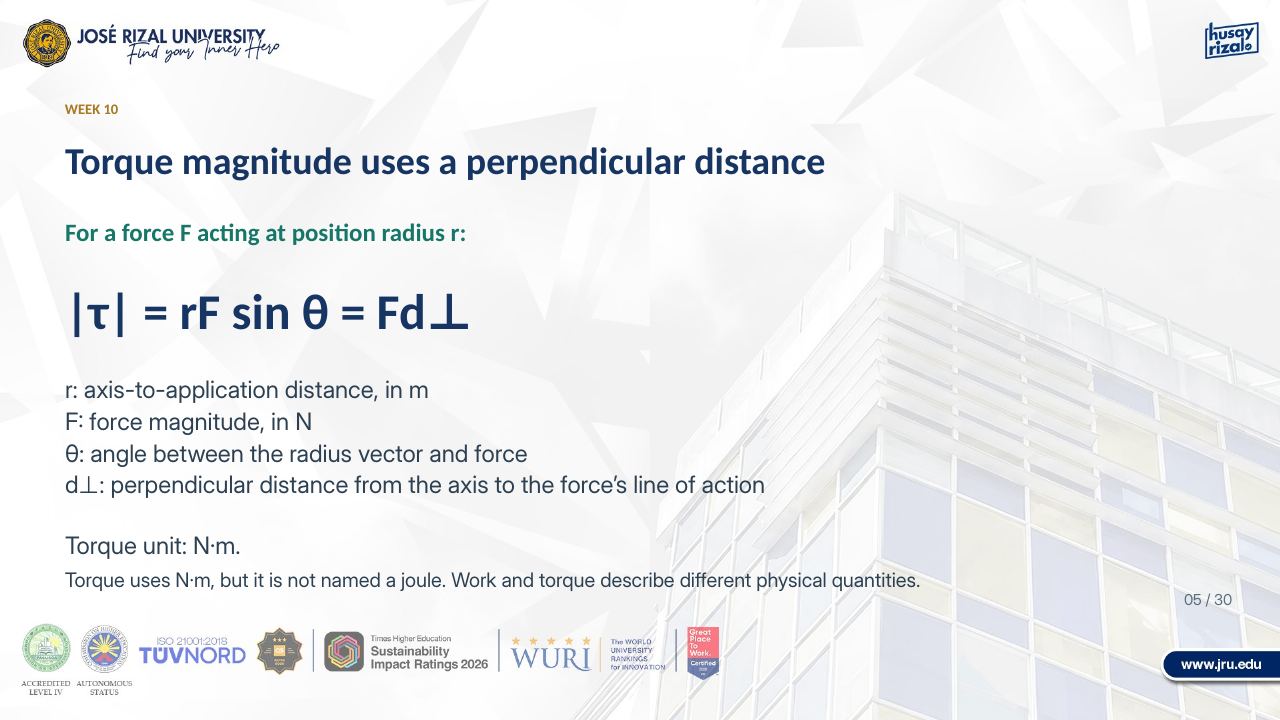 JOSÉ RIZAL UNIVERSITY
Find your Inner Hero
husay
rizal
WEEK 10
Torque magnitude uses a perpendicular distance
For a force F acting at position radius r:
|τ| = rF sin θ = Fd⊥
r: axis-to-application distance, in m
F: force magnitude, in N
θ: angle between the radius vector and force
d⊥: perpendicular distance from the axis to the force’s line of action
Torque unit: N·m.
Torque uses N·m, but it is not named a joule. Work and torque describe different physical quantities.
05 / 30
ACCREDITED
LEVEL IV
AUTONOMOUS
STATUS
ISO 21001:2018
TÜVNORD
Times Higher Education
Sustainability
Impact Ratings 2026
WURI
The WORLD
UNIVERSITY
RANKINGS
for INNOVATION
Great
Place
To
Work.
Certified
www.jru.edu